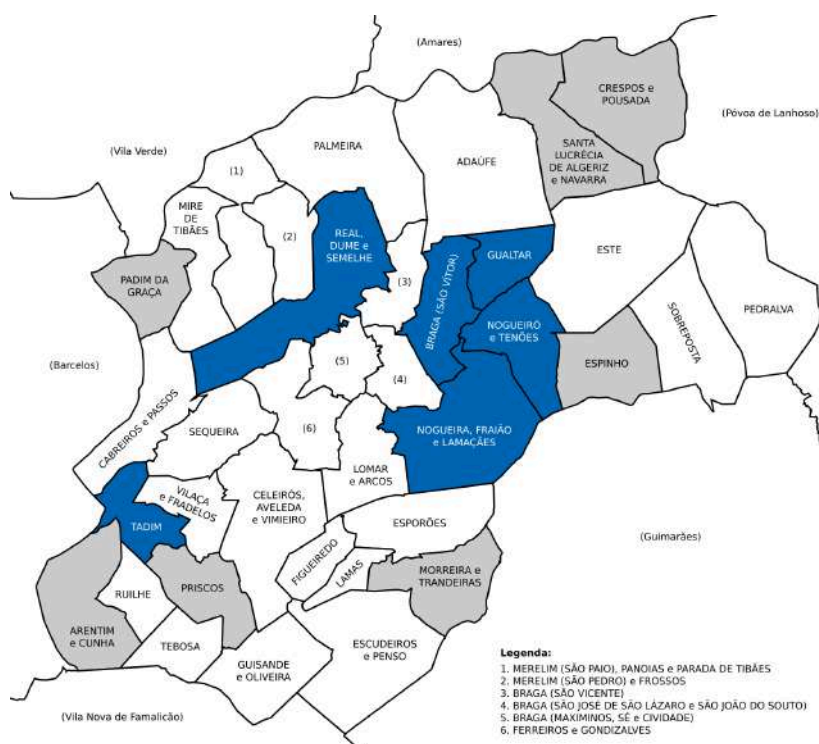 (Amares)
CRESPOS e
POUSADA
(Póvoa de Lanhoso)
PALMEIRA
(Vila Verde)
ADAÚFE
SANTA
LUCRÉCIA
DE ALGERIZ
e NAVARRA
(1)
MIRE
DE
TIBÃES
(2)
REAL,
DUME e
SEMELHE
(3)
BRAGA (SÃO VÍTOR)
GUALTAR
ESTE
PADIM DA
GRAÇA
SOBREPOSTA
PEDRALVA
NOGUEIRÓ
e TENÕES
(Barcelos)
(5)
(4)
ESPINHO
CABREIROS e PASSOS
SEQUEIRA
(6)
NOGUEIRA, FRAIÃO
e LAMAÇÃES
LOMAR
e ARCOS
VILAÇA
e FRADELOS
CELEIRÓS,
AVELEDA
e VIMIEIRO
TADIM
ESPORÕES
(Guimarães)
FIGUEIREDO
LAMAS
MORREIRA e
TRANDEIRAS
PRISCOS
RUILHE
ARENTIM
e CUNHA
TEBOSA
ESCUDEIROS
e PENSO
GUISANDE
e OLIVEIRA
(Vila Nova de Famalicão)
Legenda:
1. MERELIM (SÃO PAIO), PANOIAS e PARADA DE TIBÃES
2. MERELIM (SÃO PEDRO) e FROSSOS
3. BRAGA (SÃO VICENTE)
4. BRAGA (SÃO JOSÉ DE SÃO LÁZARO e SÃO JOÃO DO SOUTO)
5. BRAGA (MAXIMINOS, SÉ e CIVIDADE)
6. FERREIROS e GONDIZALVES